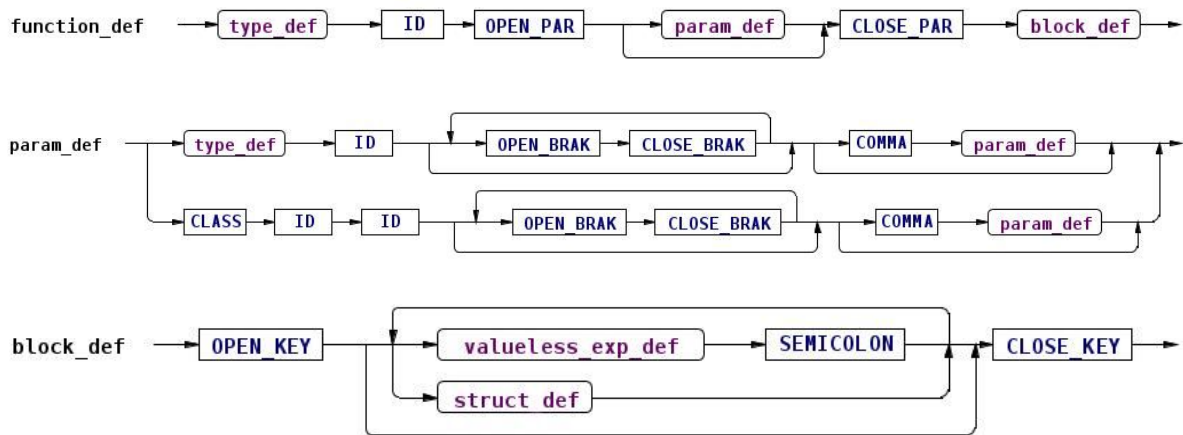 function_def type_def ID OPEN_PAR param_def CLOSE_PAR block_def
param_def type_def ID OPEN_BRAK CLOSE_BRAK COMMA param_def
CLASS ID ID OPEN_BRAK CLOSE_BRAK COMMA param_def
block_def OPEN_KEY valueless_exp_def SEMICOLON CLOSE_KEY
struct_def